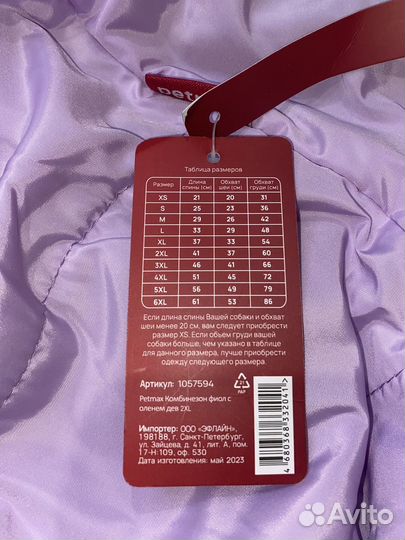 petm
Таблица размеров
Размер Длина спины (см) Обхват шеи (см) Обхват груди (см)
XS 21 20 31
S 25 23 36
M 29 26 42
L 33 29 48
XL 37 33 54
2XL 41 37 60
3XL 46 41 66
4XL 51 45 72
5XL 56 49 79
6XL 61 53 86
Если длина спины Вашей собаки и обхват
шеи менее 20 см, вам следует приобрести
размер XS. Если объем груди вашей
собаки больше, чем указано в таблице
для данного размера, лучше приобрести
следующий размер.
Артикул: 1057594
Petmax Комбинезон фиол с
оленем дев 2XL
21
PAP
Импортер: ООО «ЭФЛАЙН»,
198188, г. Санкт-Петербург,
ул. Зайцева, д. 41, лит. А, пом.
17-Н:109, оф. 530
Дата изготовления: май 2023
4680368332041
Avito